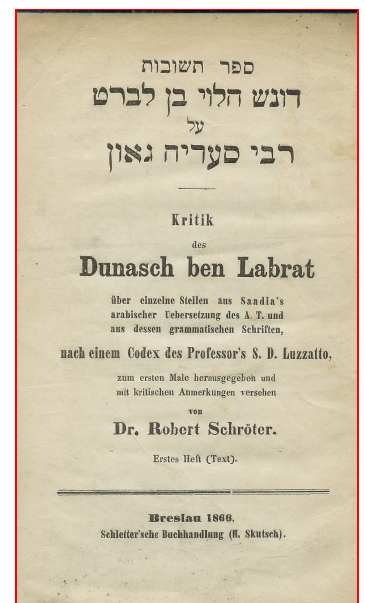 ספר תשובות
דונש הלוי בן לברט
על
רבי סעדיה גאון
Kritik
des
Dunasch ben Labrat
über einzelne Stellen aus Saadia's
arabischer Uebersetzung des A. T. und
aus dessen grammatischen Schriften,
nach einem Codex des Professor's S. D. Luzzatto,
zum ersten Male herausgegeben und
mit kritischen Anmerkungen versehen
von
Dr. Robert Schröter.
Erstes Heft (Text).
Breslau 1866.
Schletter'sche Buchhandlung (H. Skutsch).